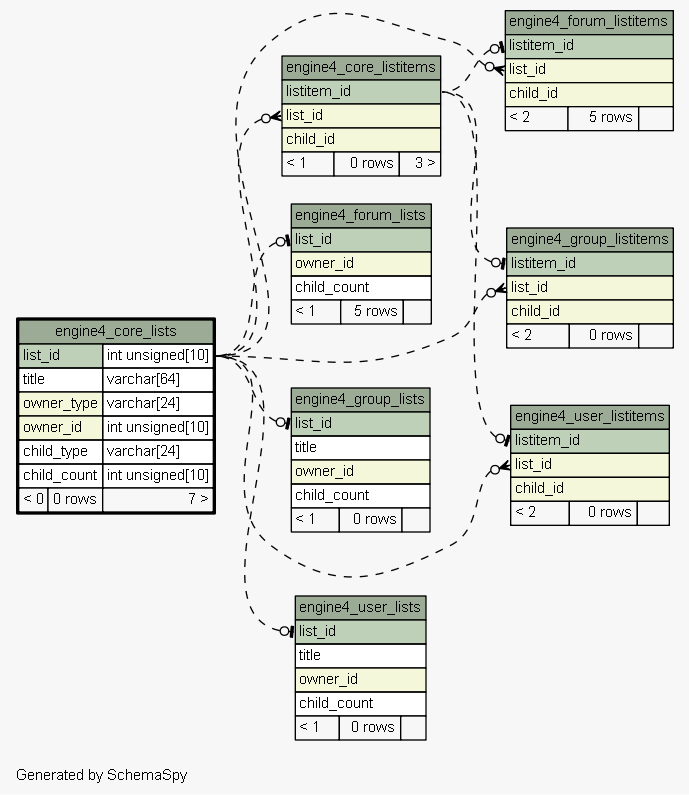 engine4_forum_listitems
listitem_id
list_id
child_id
< 2 5 rows
engine4_core_listitems
listitem_id
list_id
child_id
< 1 0 rows 3 >
engine4_forum_lists
list_id
owner_id
child_count
< 1 5 rows
engine4_group_listitems
listitem_id
list_id
child_id
< 2 0 rows
engine4_core_lists
list_id int unsigned[10]
title varchar[64]
owner_type varchar[24]
owner_id int unsigned[10]
child_type varchar[24]
child_count int unsigned[10]
< 0 0 rows 7 >
engine4_group_lists
list_id
title
owner_id
child_count
< 1 0 rows
engine4_user_listitems
listitem_id
list_id
child_id
< 2 0 rows
engine4_user_lists
list_id
title
owner_id
child_count
< 1 0 rows
Generated by SchemaSpy